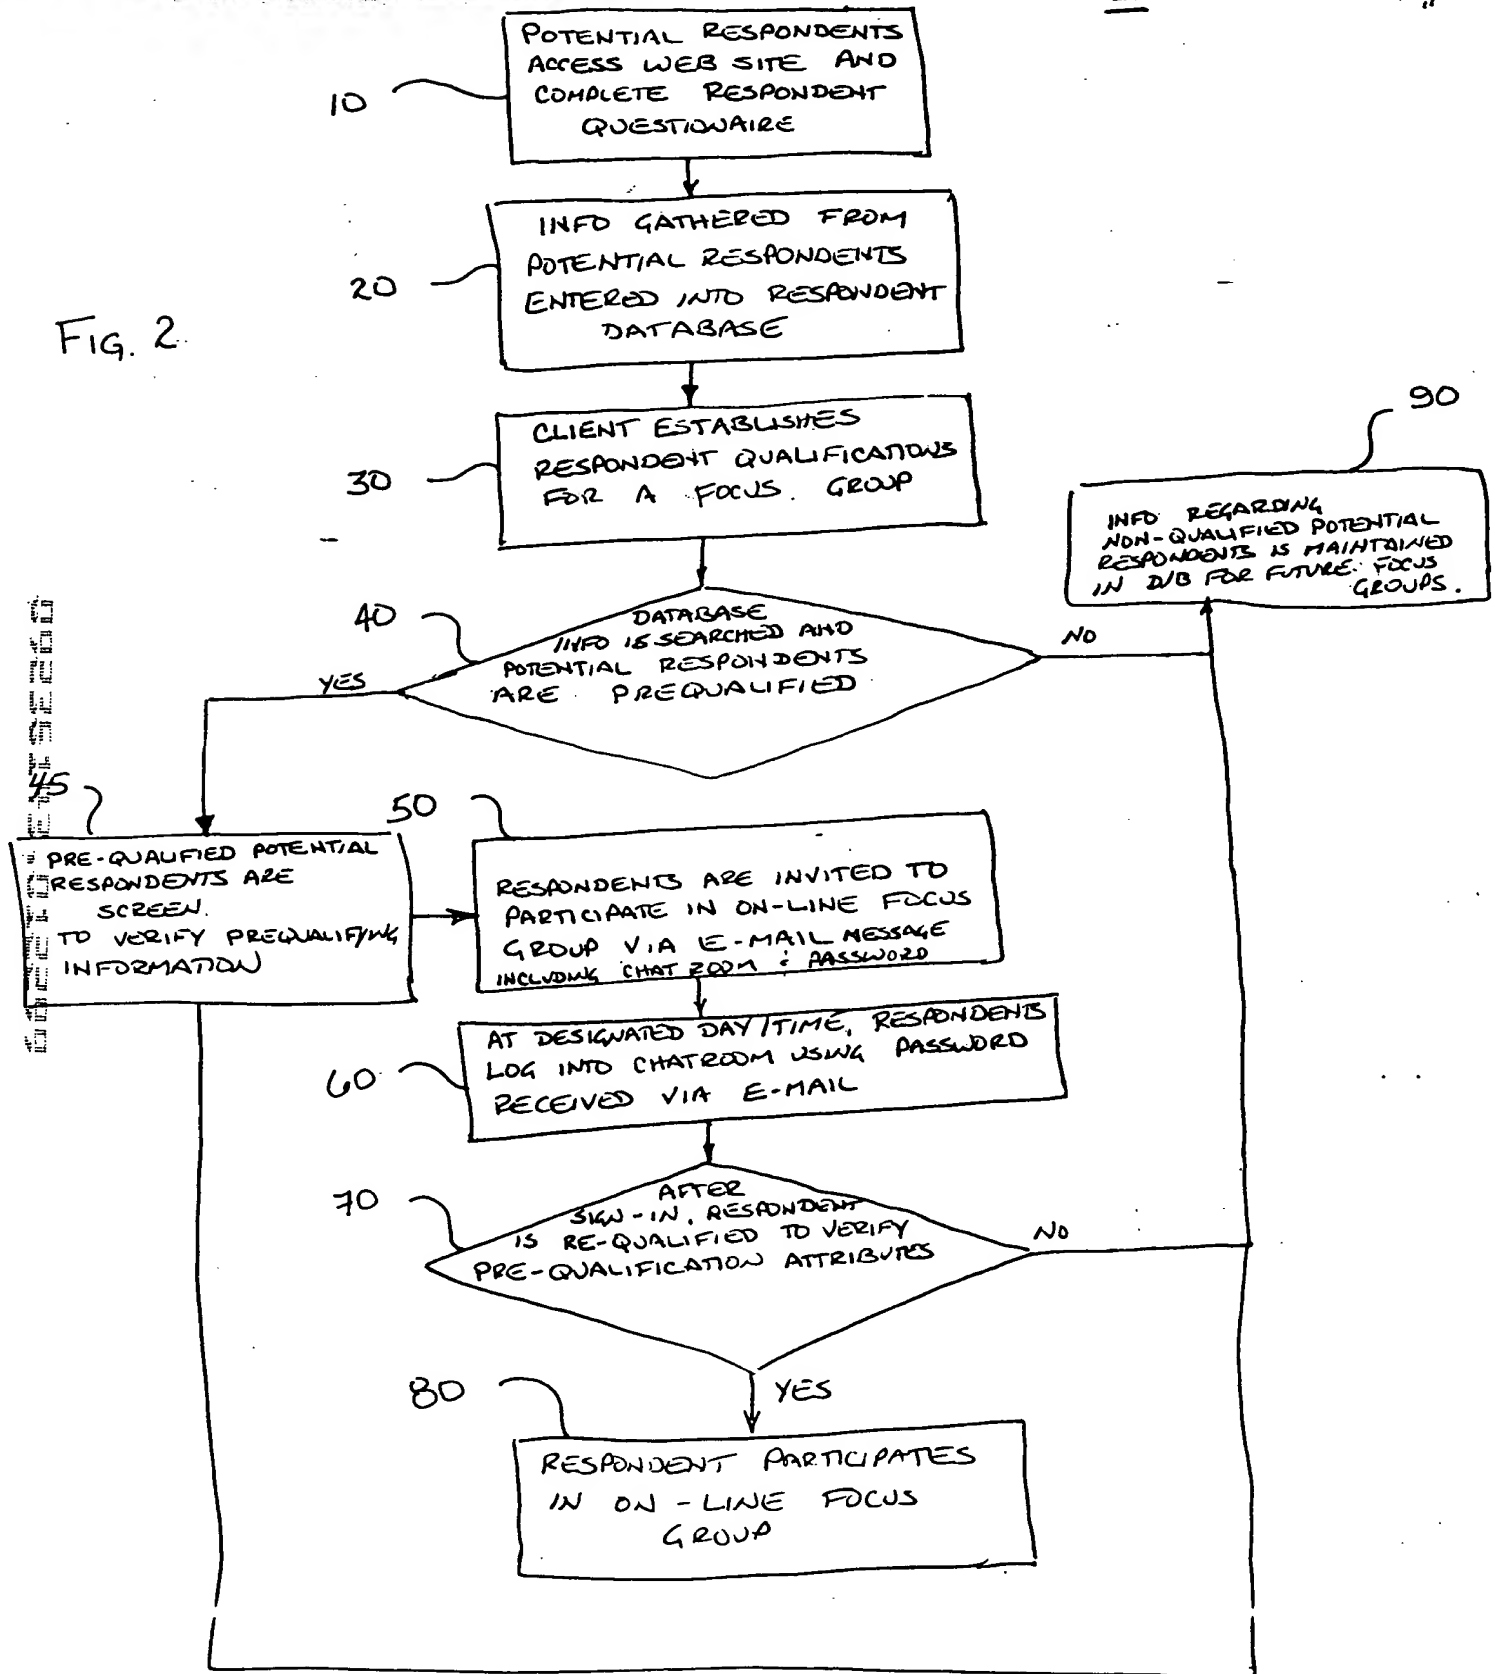 POTENTIAL RESPONDENTS
ACCESS WEB SITE AND
COMPLETE RESPONDENT
QUESTIONAIRE
10
INFO GATHERED FROM
POTENTIAL RESPONDENTS
ENTERED INTO RESPONDENT
DATABASE
20
FIG. 2
CLIENT ESTABLISHES
RESPONDENT QUALIFICATIONS
FOR A FOCUS. GROUP
30
90
INFO REGARDING
NON-QUALIFIED POTENTIAL
RESPONDENTS IS MAINTAINED
IN D/B FOR FUTURE FOCUS
GROUPS.
40
DATABASE
INFO IS SEARCHED AND
POTENTIAL RESPONDENTS
ARE PREQUALIFIED
NO
YES
45
PRE-QUALIFIED POTENTIAL
RESPONDENTS ARE
SCREEN.
TO VERIFY PREQUALIFYING
INFORMATION
50
RESPONDENTS ARE INVITED TO
PARTICIPATE IN ON-LINE FOCUS
GROUP VIA E-MAIL MESSAGE
INCLUDING CHAT ROOM & PASSWORD
60
AT DESIGNATED DAY/TIME, RESPONDENTS
LOG INTO CHATROOM USING PASSWORD
RECEIVED VIA E-MAIL
70
AFTER
SIGN-IN, RESPONDENT
IS RE-QUALIFIED TO VERIFY
PRE-QUALIFICATION ATTRIBUTES
NO
YES
80
RESPONDENT PARTICIPATES
IN ON-LINE FOCUS
GROUP